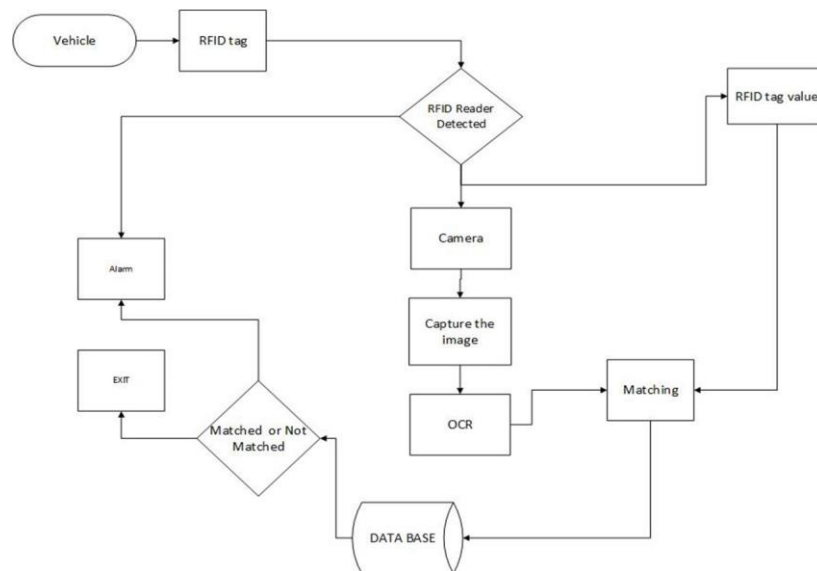 Vehicle
RFID tag
RFID Reader
Detected
RFID tag value
Camera
Alarm
Capture the
image
EXIT
Matching
OCR
Matched or Not
Matched
DATA BASE